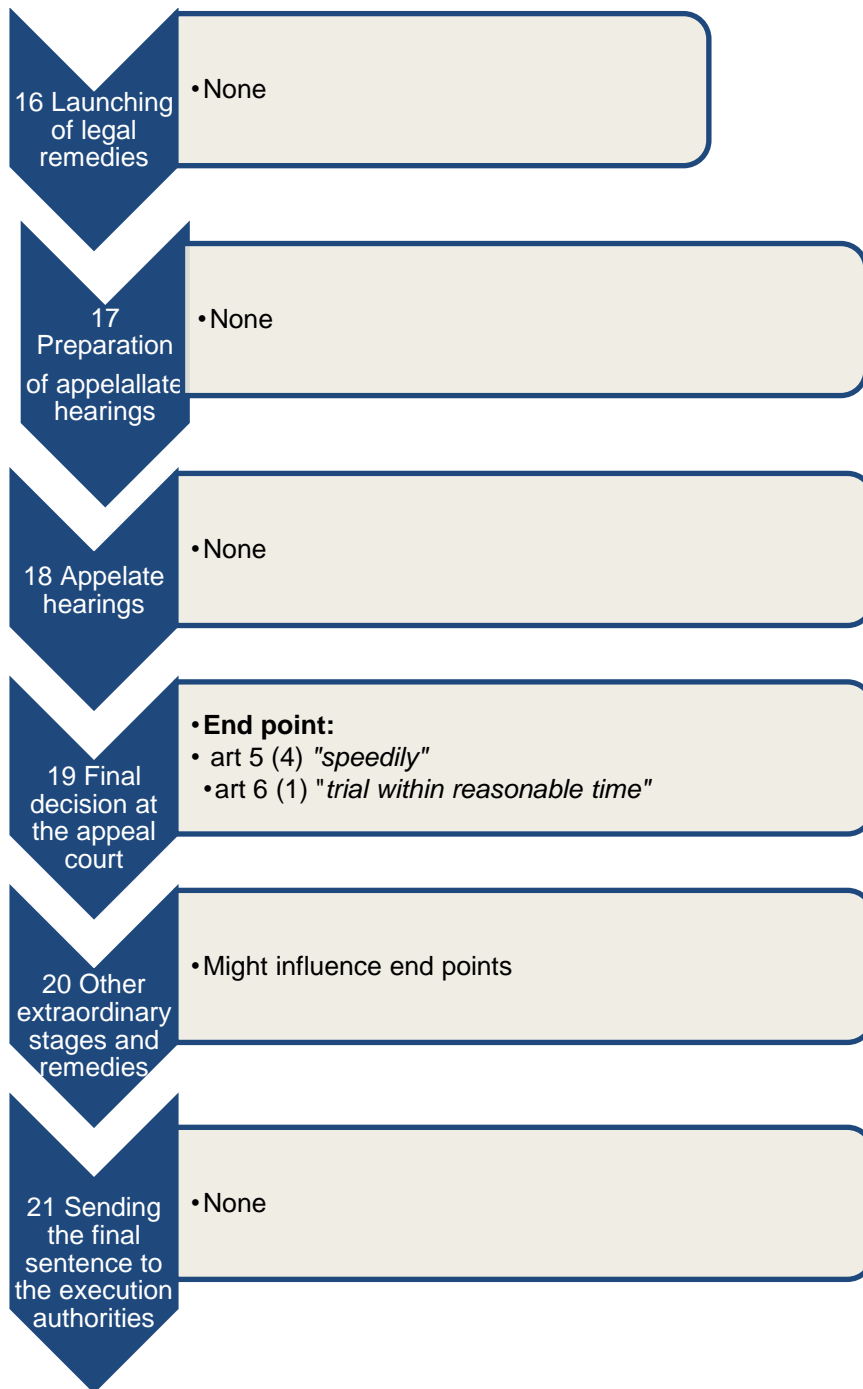 16 Launching
of legal
remedies
•None
17
Preparation
of appelallate
hearings
•None
18 Appelate
hearings
•None
19 Final
decision at
the appeal
court
•End point:
• art 5 (4) "speedily"
•art 6 (1) "trial within reasonable time"
20 Other
extraordinary
stages and
remedies
•Might influence end points
21 Sending
the final
sentence to
the execution
authorities
•None